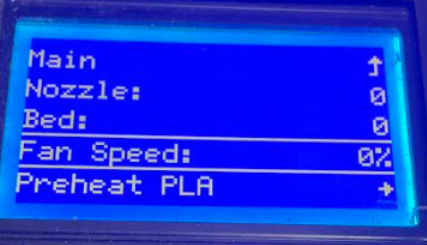 Main
Nozzle: 0
Bed: 0
Fan Speed: 0%
Preheat PLA